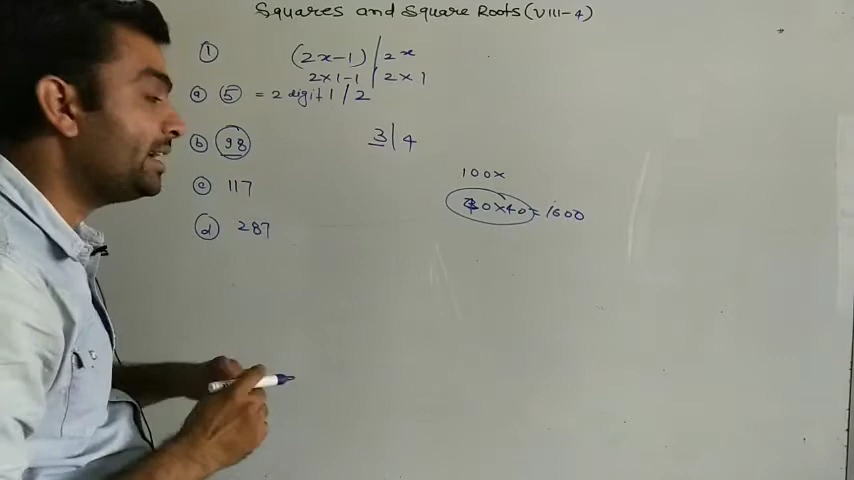 Squares and Square Roots (VIII-4)
① (2x-1) / 2x
2×1-1 / 2×1
ⓐ ⑤ = 2 digit 1 / 2
ⓑ 98 3 | 4
ⓒ 117 100×
ⓓ 287 40×40 = 1600